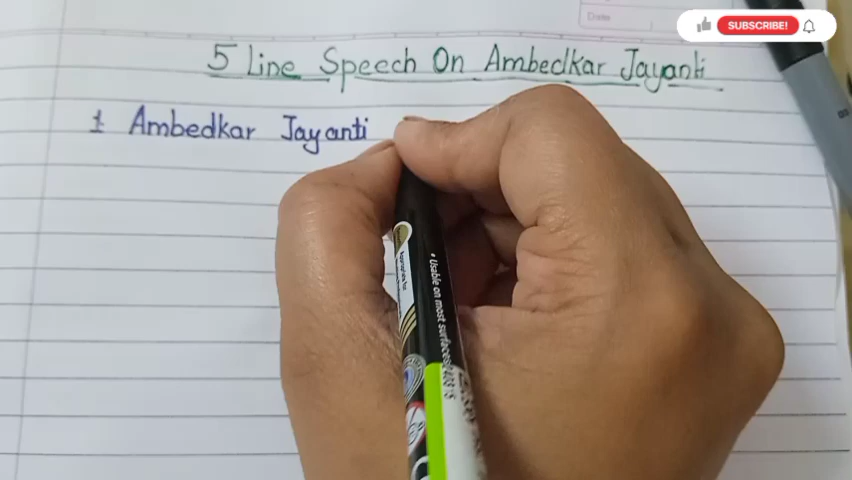 Date
SUBSCRIBE!
5 Line Speech On Ambedkar Jayanti
1 Ambedkar Jayanti
• Usable on most surfaces